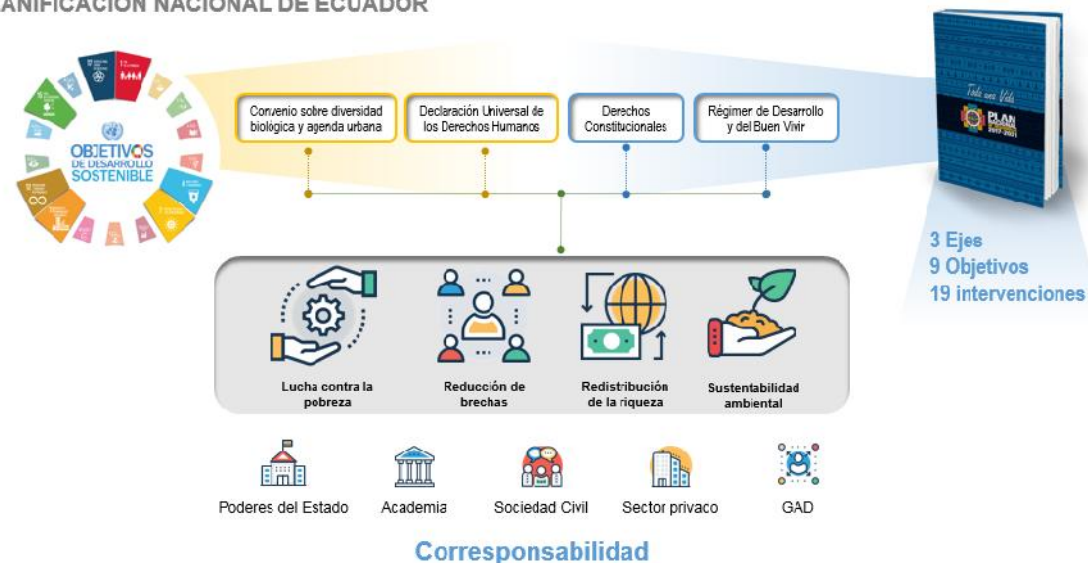 ANIFICACIÓN NACIONAL DE ECUADOR
OBJETIVOS
DE DESARROLLO
SOSTENIBLE
Convenio sobre diversidad
biológica y agenda urbana
Declaración Universal de
los Derechos Humanos
Derechos
Constitucionales
Régimer de Desarrollo
y del Buen Vivir
Toda una Vida
PLAN
2017-2021
3 Ejes
9 Objetivos
19 intervenciones
Lucha contra la
pobreza
Reducción de
brechas
Redistribución
de la riqueza
Sustentabilidad
ambiental
Poderes del Estado
Academia
Sociedad Civil
Sector privaco
GAD
Corresponsabilidad